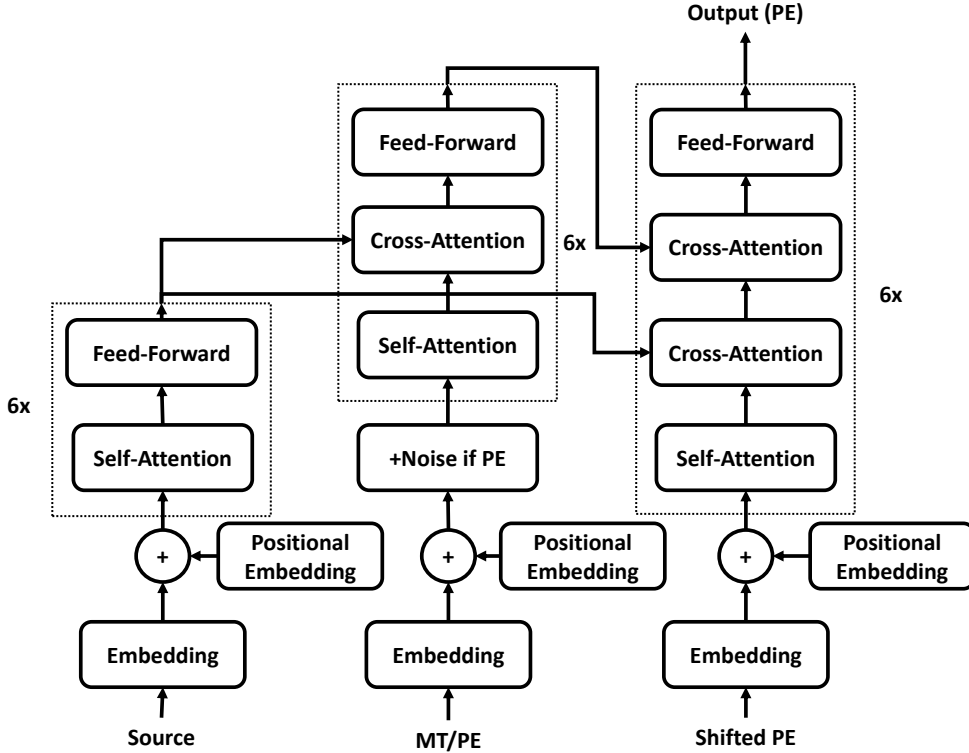 Output (PE)
Feed-Forward
Cross-Attention
6x
Self-Attention
+Noise if PE
Feed-Forward
Cross-Attention
Cross-Attention
Self-Attention
6x
Feed-Forward
Self-Attention
6x
+
Positional
Embedding
+
Positional
Embedding
+
Positional
Embedding
Embedding
Embedding
Embedding
Source
MT/PE
Shifted PE